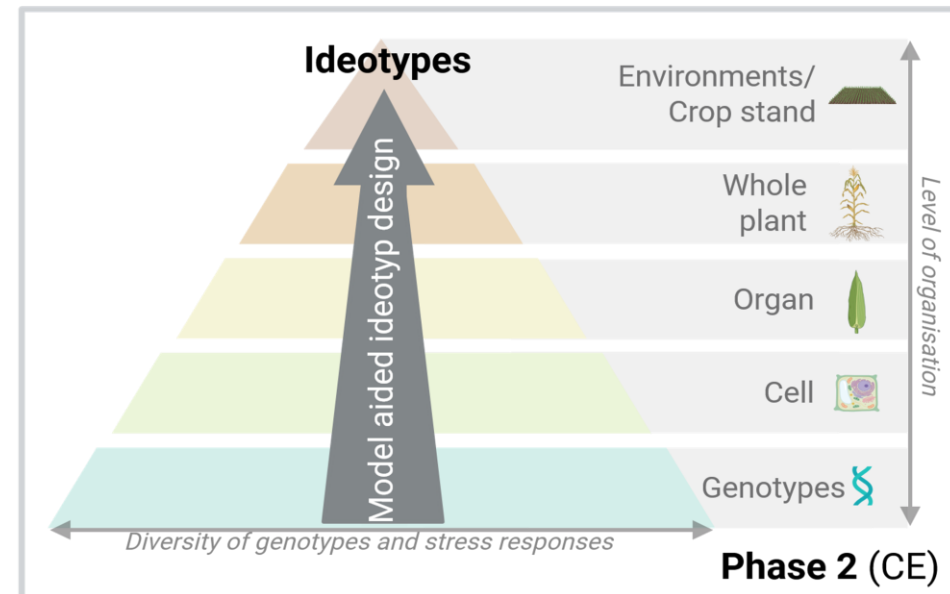 Ideotypes
Environments/
Crop stand
Whole
plant
Organ
Cell
Genotypes
Model aided ideotyp design
Level of organisation
Diversity of genotypes and stress responses
Phase 2 (CE)